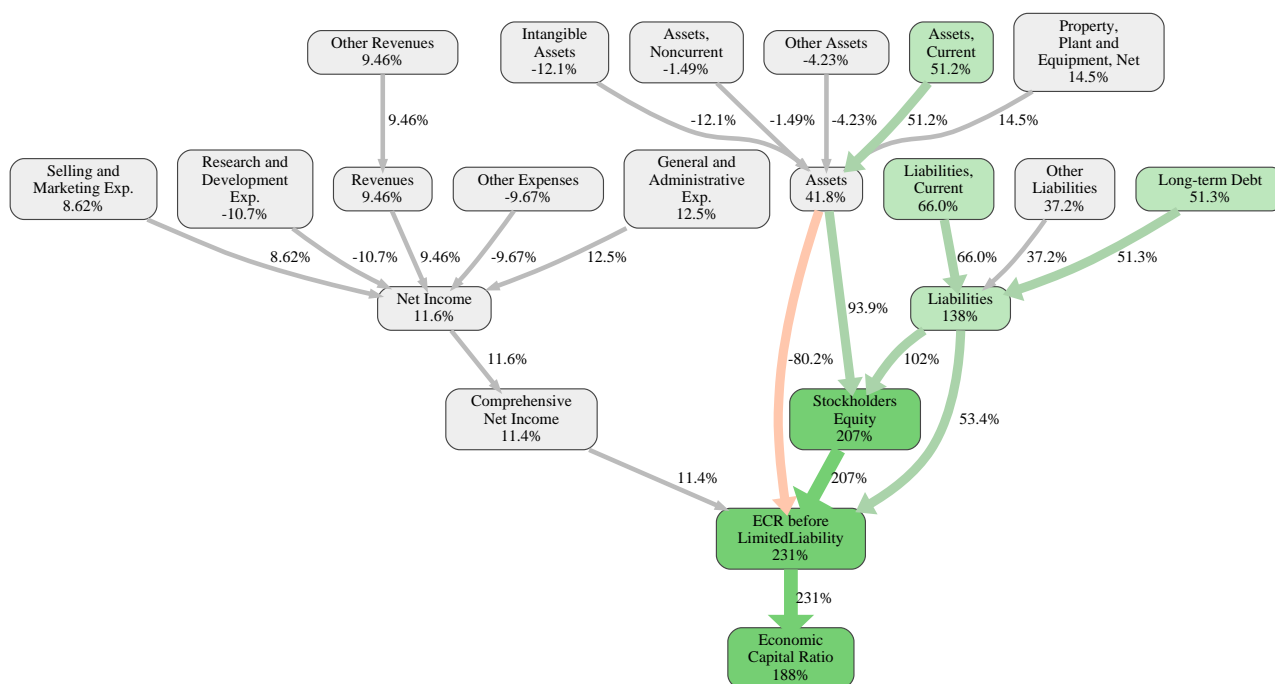 Other Revenues
9.46%
Intangible
Assets
-12.1%
Assets,
Noncurrent
-1.49%
Other Assets
-4.23%
Assets,
Current
51.2%
Property,
Plant and
Equipment, Net
14.5%
9.46%
-12.1%
-1.49%
-4.23%
51.2%
14.5%
Selling and
Marketing Exp.
8.62%
Research and
Development
Exp.
-10.7%
Revenues
9.46%
Other Expenses
-9.67%
General and
Administrative
Exp.
12.5%
Assets
41.8%
Liabilities,
Current
66.0%
Other
Liabilities
37.2%
Long-term Debt
51.3%
8.62%
-10.7%
9.46%
-9.67%
12.5%
66.0%
37.2%
51.3%
Net Income
11.6%
93.9%
Liabilities
138%
11.6%
-80.2%
102%
Comprehensive
Net Income
11.4%
Stockholders
Equity
207%
53.4%
11.4%
207%
ECR before
LimitedLiability
231%
231%
Economic
Capital Ratio
188%